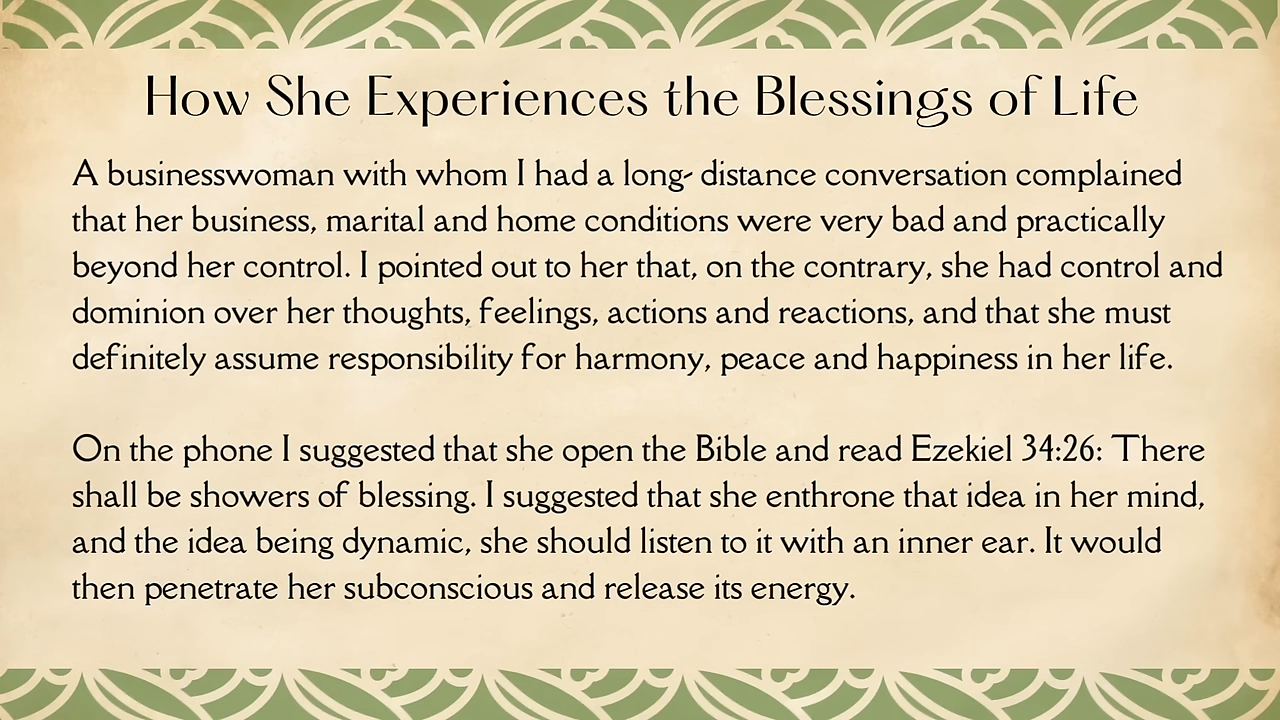 How She Experiences the Blessings of Life
A businesswoman with whom I had a long- distance conversation complained
that her business, marital and home conditions were very bad and practically
beyond her control. I pointed out to her that, on the contrary, she had control and
dominion over her thoughts, feelings, actions and reactions, and that she must
definitely assume responsibility for harmony, peace and happiness in her life.
On the phone I suggested that she open the Bible and read Ezekiel 34:26: There
shall be showers of blessing. I suggested that she enthrone that idea in her mind,
and the idea being dynamic, she should listen to it with an inner ear. It would
then penetrate her subconscious and release its energy.